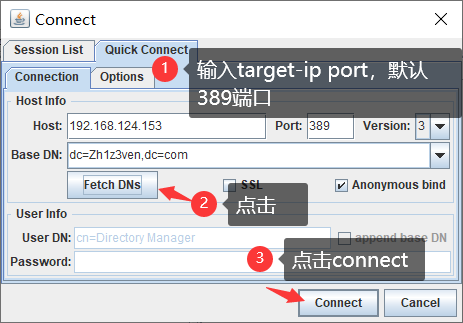 Connect
Session List
Quick Connect
Connection
Options
1
输入target-ip port，默认
389端口
Host Info
Host:
192.168.124.153
Port:
389
Version:
3
Base DN:
dc=Zh1z3ven,dc=com
Fetch DNs
SSL
Anonymous bind
2
点击
User Info
User DN:
cn=Directory Manager
append base DN
3
点击connect
Password:
Connect
Cancel